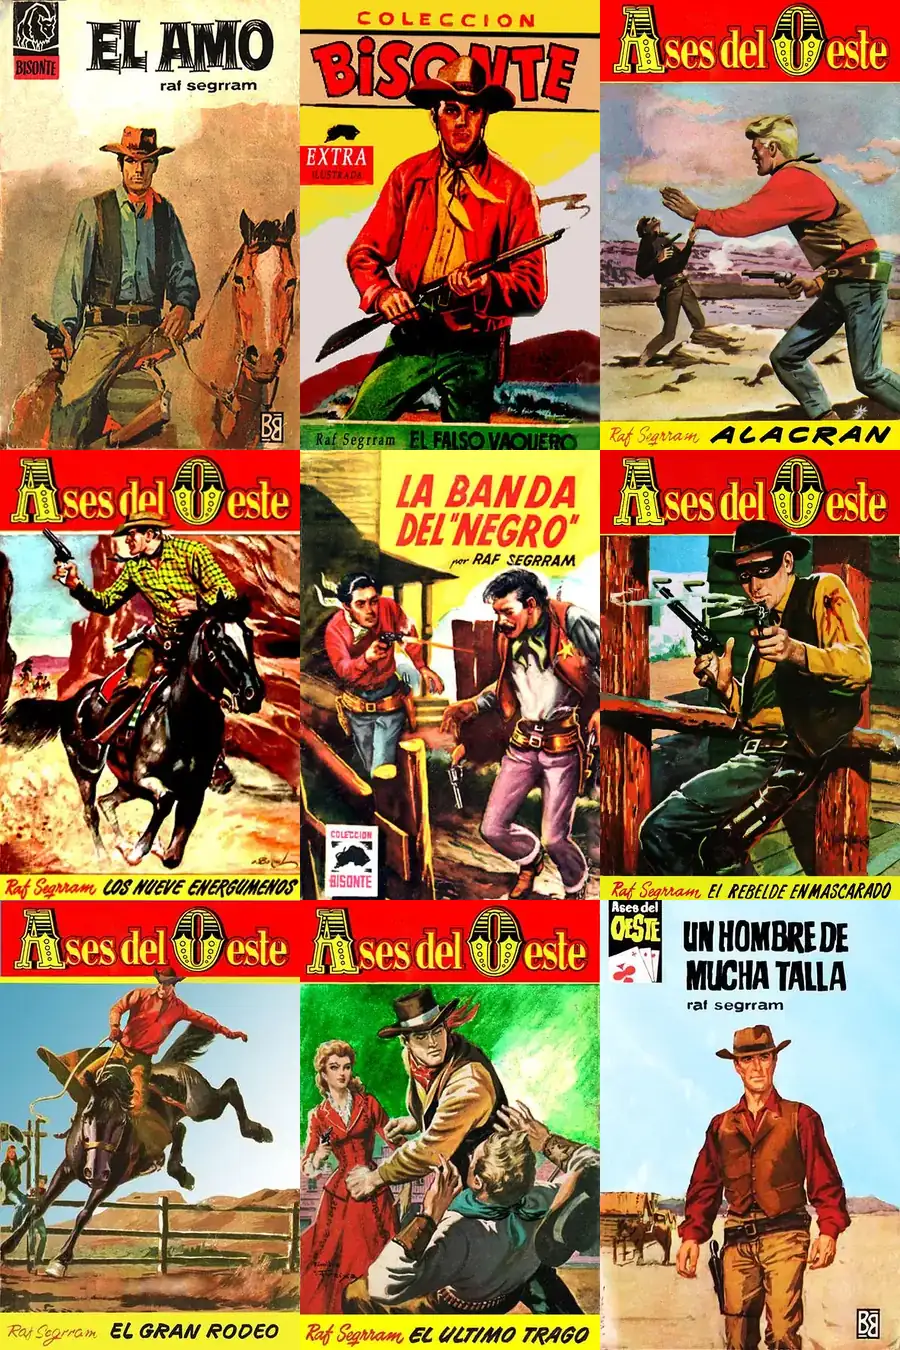 BISONTE
EL AMO
raf segrram
BB
COLECCION
BISONTE
EXTRA
ILUSTRADA
Raf Segrram EL FALSO VAQUERO
Ases del Oeste
Raf Segrram ALACRAN
Ases del Oeste
Raf Segrram LOS NUEVE ENERGUMENOS
LA BANDA
DEL "NEGRO"
por RAF SEGRRAM
COLECCION
BISONTE
Ases del Oeste
Raf Segrram EL REBELDE ENMASCARADO
Ases del Oeste
Raf Segrram EL GRAN RODEO
Ases del Oeste
Raf Segrram EL ULTIMO TRAGO
Ases del
OESTE
UN HOMBRE DE
MUCHA TALLA
raf segrram
BB